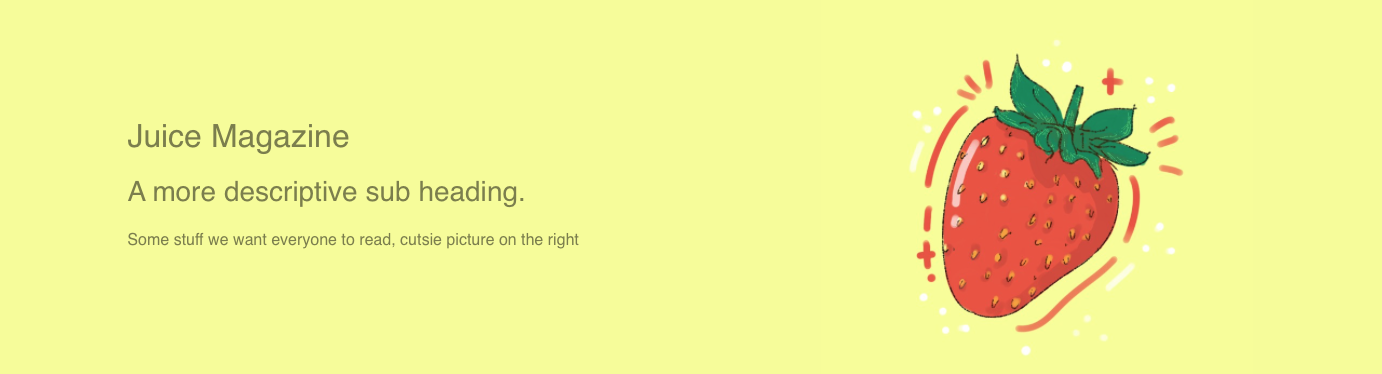 Juice Magazine
A more descriptive sub heading.
Some stuff we want everyone to read, cutsie picture on the right